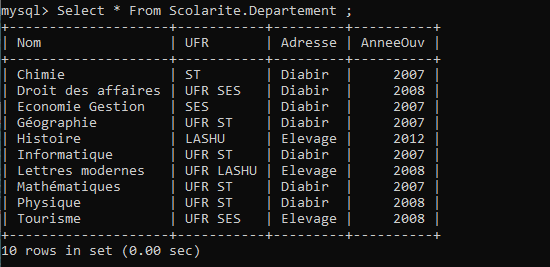 mysql> Select * From Scolarite.Departement ;
+--------------------+-----------+---------+----------+
| Nom                | UFR       | Adresse | AnneeOuv |
+--------------------+-----------+---------+----------+
| Chimie             | ST        | Diabir  |     2007 |
| Droit des affaires | UFR SES   | Diabir  |     2008 |
| Economie Gestion   | SES       | Diabir  |     2007 |
| Géographie         | UFR ST    | Diabir  |     2007 |
| Histoire           | LASHU     | Elevage |     2012 |
| Informatique       | UFR ST    | Diabir  |     2007 |
| Lettres modernes   | UFR LASHU | Elevage |     2008 |
| Mathématiques      | UFR ST    | Diabir  |     2007 |
| Physique           | UFR ST    | Diabir  |     2008 |
| Tourisme           | UFR SES   | Elevage |     2008 |
+--------------------+-----------+---------+----------+
10 rows in set (0.00 sec)